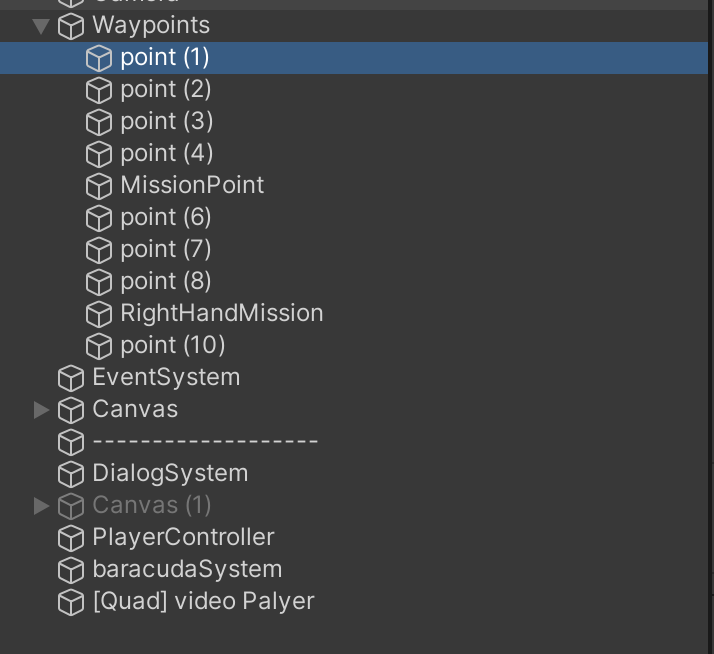 Camera
Waypoints
point (1)
point (2)
point (3)
point (4)
MissionPoint
point (6)
point (7)
point (8)
RightHandMission
point (10)
EventSystem
Canvas
-------------------
DialogSystem
Canvas (1)
PlayerController
baracudaSystem
[Quad] video Palyer